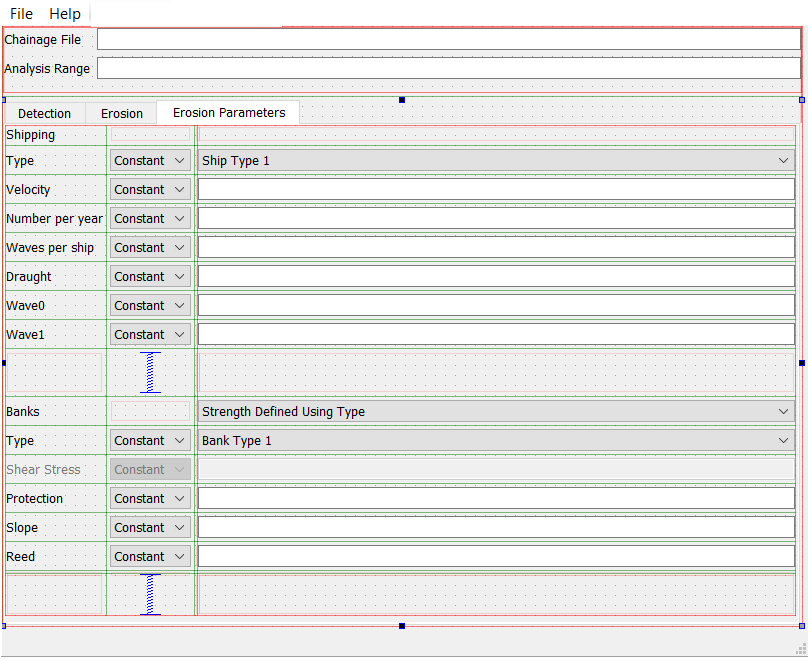 File Help
Chainage File
Analysis Range
Detection Erosion Erosion Parameters
Shipping
Type Constant Ship Type 1
Velocity Constant
Number per year Constant
Waves per ship Constant
Draught Constant
Wave0 Constant
Wave1 Constant
Banks Strength Defined Using Type
Type Constant Bank Type 1
Shear Stress Constant
Protection Constant
Slope Constant
Reed Constant